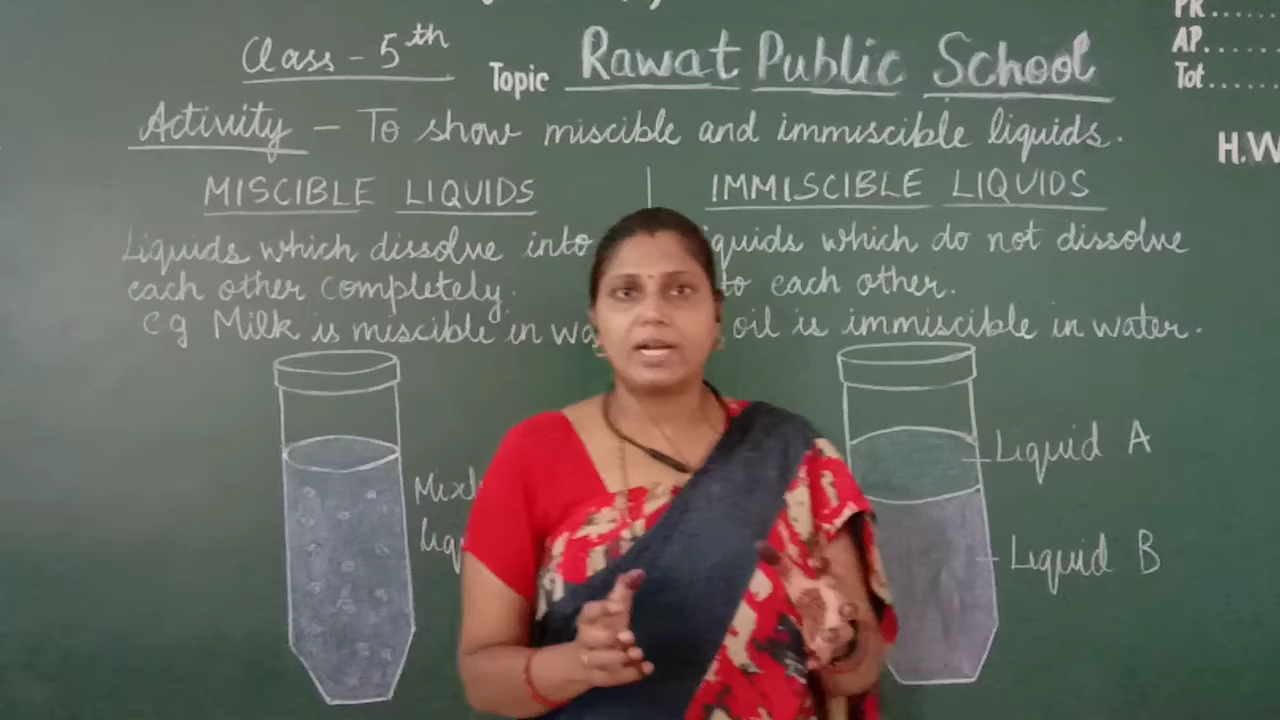 Class - 5th
Topic Rawat Public School
PR......
AP......
Tot......
Activity - To show miscible and immiscible liquids.
H.W
MISCIBLE LIQUIDS
Liquids which dissolve into
each other completely.
eg Milk is miscible in
IMMISCIBLE LIQUIDS
which do not dissolve
to each other.
oil is immiscible in water.
Liquid A
Liquid B